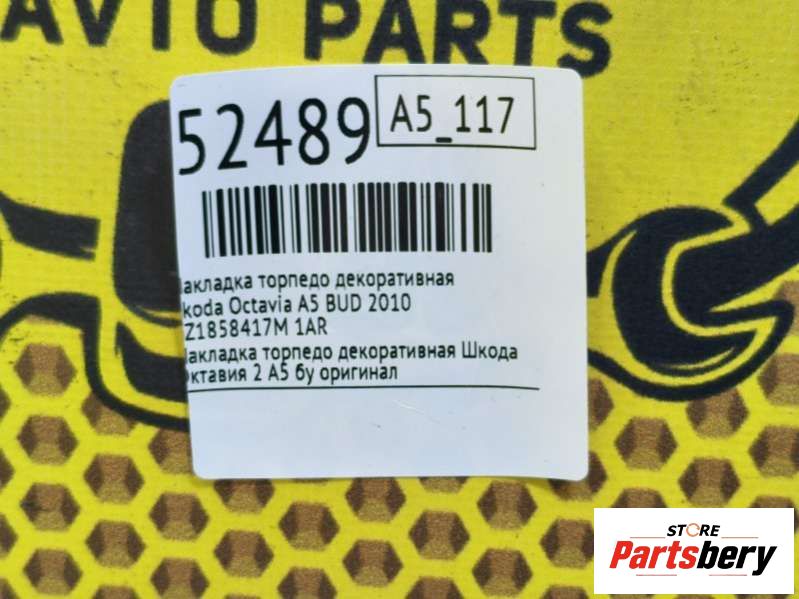 AVTO PARTS
52489
A5_117
акладка торпедо декоративная
koda Octavia A5 BUD 2010
Z1858417M 1AR
акладка торпедо декоративная Шкода
ктавия 2 А5 бу оригинал
STORE
Partsbery